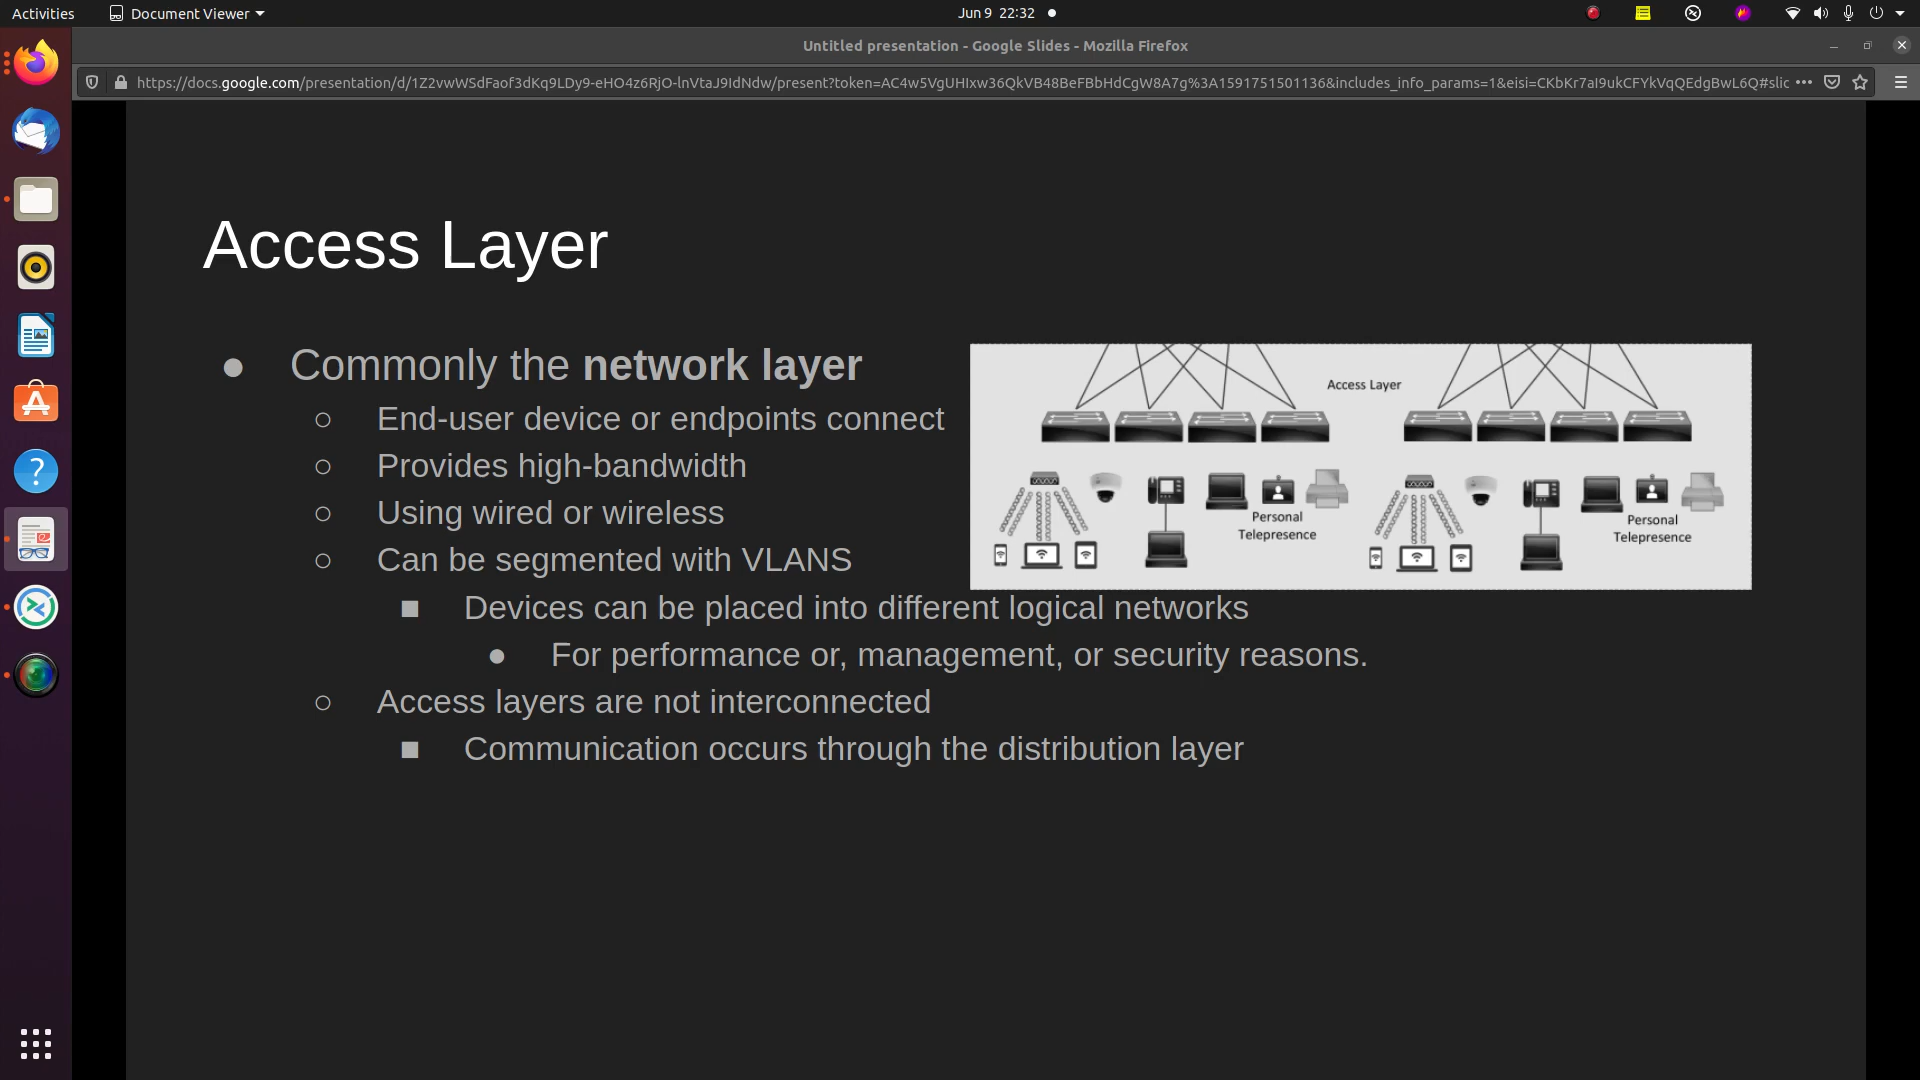 Activities
Document Viewer
Jun 9 22:32
Untitled presentation - Google Slides - Mozilla Firefox
https://docs.google.com/presentation/d/1Z2vwWSdFaof3dKq9LDy9-eHO4z6RjO-lnVtaJ9IdNdw/present?token=AC4w5VgUHIxw36QkVB48BeFBbHdCgW8A7g%3A1591751501136&includes_info_params=1&eisi=CKbKr7aI9ukCFYkVqQEdgBwL6Q#slic
Access Layer
● Commonly the network layer
○ End-user device or endpoints connect
○ Provides high-bandwidth
○ Using wired or wireless
○ Can be segmented with VLANS
■ Devices can be placed into different logical networks
● For performance or, management, or security reasons.
○ Access layers are not interconnected
■ Communication occurs through the distribution layer
Access Layer
Personal
Telepresence
Personal
Telepresence